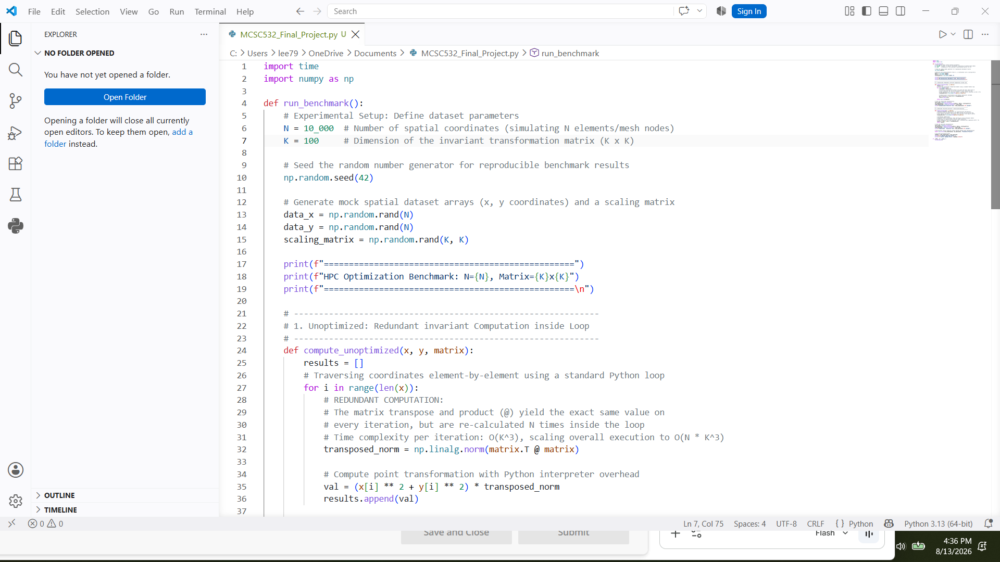 File Edit Selection View Go Run Terminal Help
Search
Sign In
EXPLORER
NO FOLDER OPENED
You have not yet opened a folder.
Open Folder
Opening a folder will close all currently
open editors. To keep them open, add a
folder instead.
OUTLINE
TIMELINE
MCSC532_Final_Project.py U
C: > Users > lee79 > OneDrive > Documents > MCSC532_Final_Project.py > run_benchmark
1 import time
2 import numpy as np
3
4 def run_benchmark():
5 # Experimental Setup: Define dataset parameters
6 N = 10_000 # Number of spatial coordinates (simulating N elements/mesh nodes)
7 K = 100 # Dimension of the invariant transformation matrix (K x K)
8
9 # Seed the random number generator for reproducible benchmark results
10 np.random.seed(42)
11
12 # Generate mock spatial dataset arrays (x, y coordinates) and a scaling matrix
13 data_x = np.random.rand(N)
14 data_y = np.random.rand(N)
15 scaling_matrix = np.random.rand(K, K)
16
17 print(f"==================================================")
18 print(f"HPC Optimization Benchmark: N={N}, Matrix={K}x{K}")
19 print(f"==================================================\n")
20
21 # -------------------------------------------------------------
22 # 1. Unoptimized: Redundant invariant Computation inside Loop
23 # -------------------------------------------------------------
24 def compute_unoptimized(x, y, matrix):
25 results = []
26 # Traversing coordinates element-by-element using a standard Python loop
27 for i in range(len(x)):
28 # REDUNDANT COMPUTATION:
29 # The matrix transpose and product (@) yield the exact same value on
30 # every iteration, but are re-calculated N times inside the loop
31 # Time complexity per iteration: O(K^3), scaling overall execution to O(N * K^3)
32 transposed_norm = np.linalg.norm(matrix.T @ matrix)
33
34 # Compute point transformation with Python interpreter overhead
35 val = (x[i] ** 2 + y[i] ** 2) * transposed_norm
36 results.append(val)
37
0 0
Ln 7, Col 75 Spaces: 4 UTF-8 CRLF { } Python Python 3.13 (64-bit)
Save and Close Submit
Flash
4:36 PM
8/13/2026